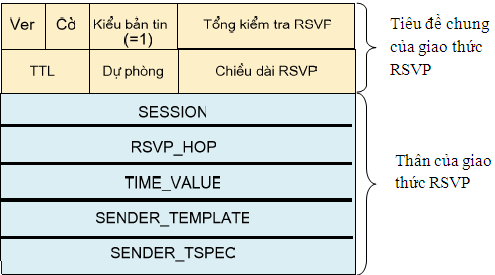 Ver Cờ Kiểu bản tin Tổng kiểm tra RSVF
(=1)
TTL Dự phòng Chiểu dài RSVP
SESSION
RSVP_HOP
TIME_VALUE
SENDER_TEMPLATE
SENDER_TSPEC
Tiêu đề chung
của giao thức
RSVP
Thân của giao
thức RSVP